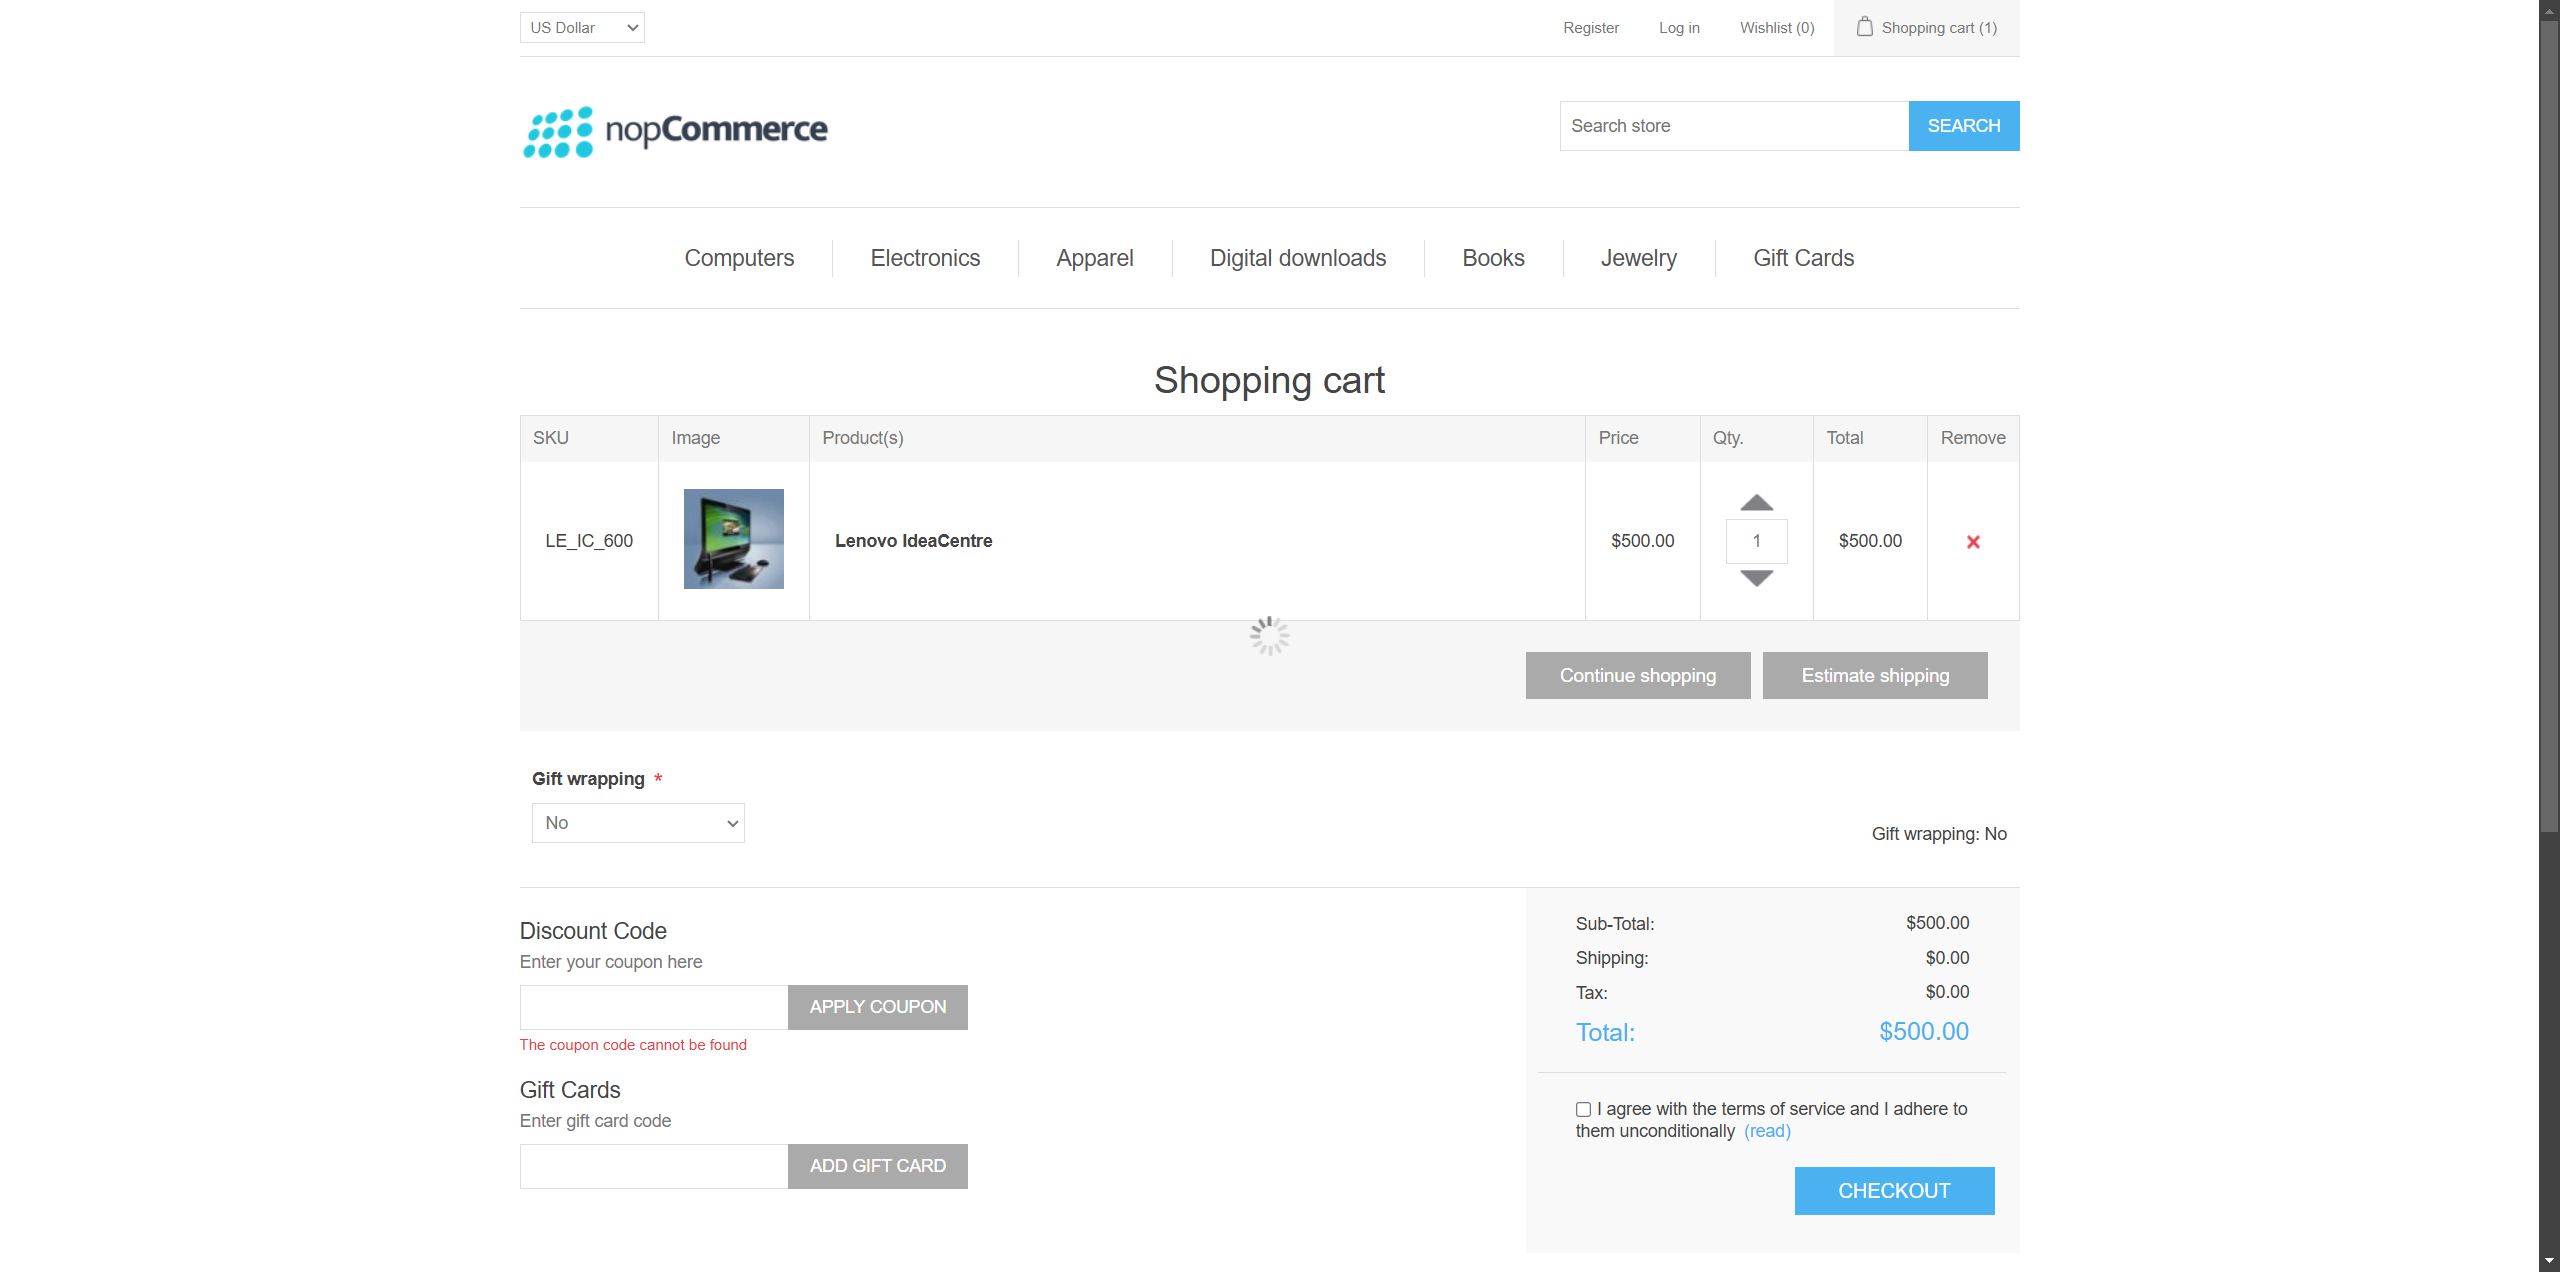 US Dollar
Register
Log in
Wishlist (0)
Shopping cart (1)
nopCommerce
Search store
SEARCH
Computers
Electronics
Apparel
Digital downloads
Books
Jewelry
Gift Cards
Shopping cart
SKU
Image
Product(s)
Price
Qty.
Total
Remove
LE_IC_600
Lenovo IdeaCentre
$500.00
1
$500.00
Continue shopping
Estimate shipping
Gift wrapping *
No
Gift wrapping: No
Discount Code
Enter your coupon here
APPLY COUPON
The coupon code cannot be found
Gift Cards
Enter gift card code
ADD GIFT CARD
Sub-Total: $500.00
Shipping: $0.00
Tax: $0.00
Total: $500.00
I agree with the terms of service and I adhere to
them unconditionally (read)
CHECKOUT